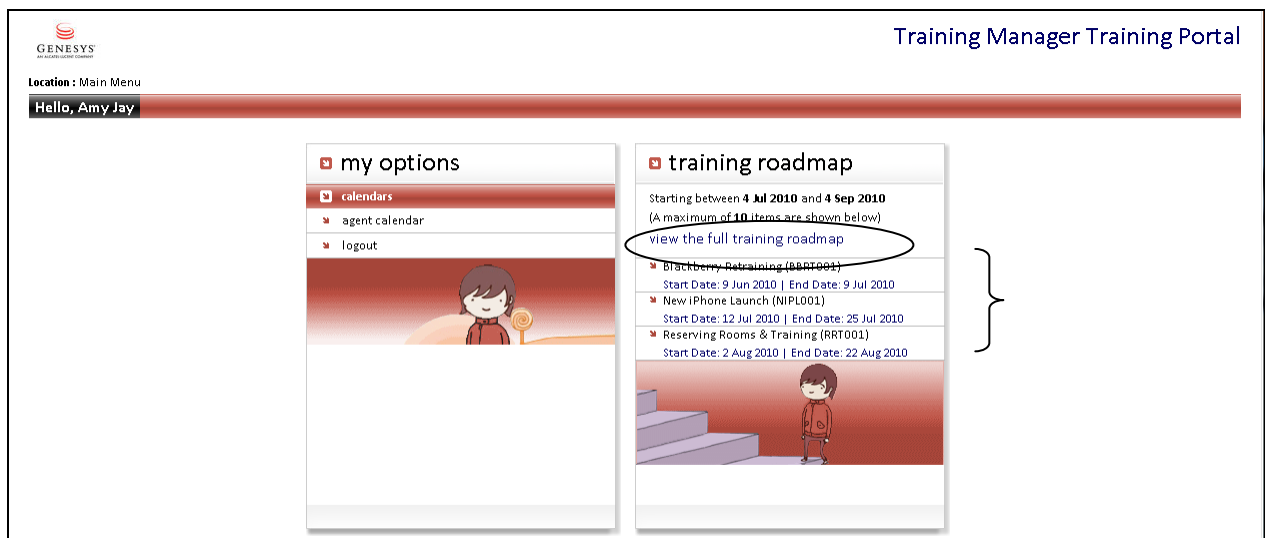 GENESYS
AN ALCATEL-LUCENT COMPANY
Training Manager Training Portal
Location : Main Menu
Hello, Amy Jay
my options
calendars
agent calendar
logout
training roadmap
Starting between 4 Jul 2010 and 4 Sep 2010
(A maximum of 10 items are shown below)
view the full training roadmap
Blackberry Retraining (BBRT001)
Start Date: 9 Jun 2010 | End Date: 9 Jul 2010
New iPhone Launch (NIPL001)
Start Date: 12 Jul 2010 | End Date: 25 Jul 2010
Reserving Rooms & Training (RRT001)
Start Date: 2 Aug 2010 | End Date: 22 Aug 2010